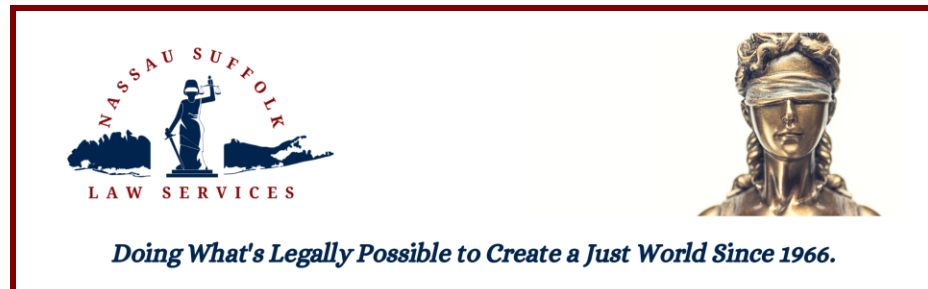 NASSAU SUFFOLK
LAW SERVICES
Doing What's Legally Possible to Create a Just World Since 1966.